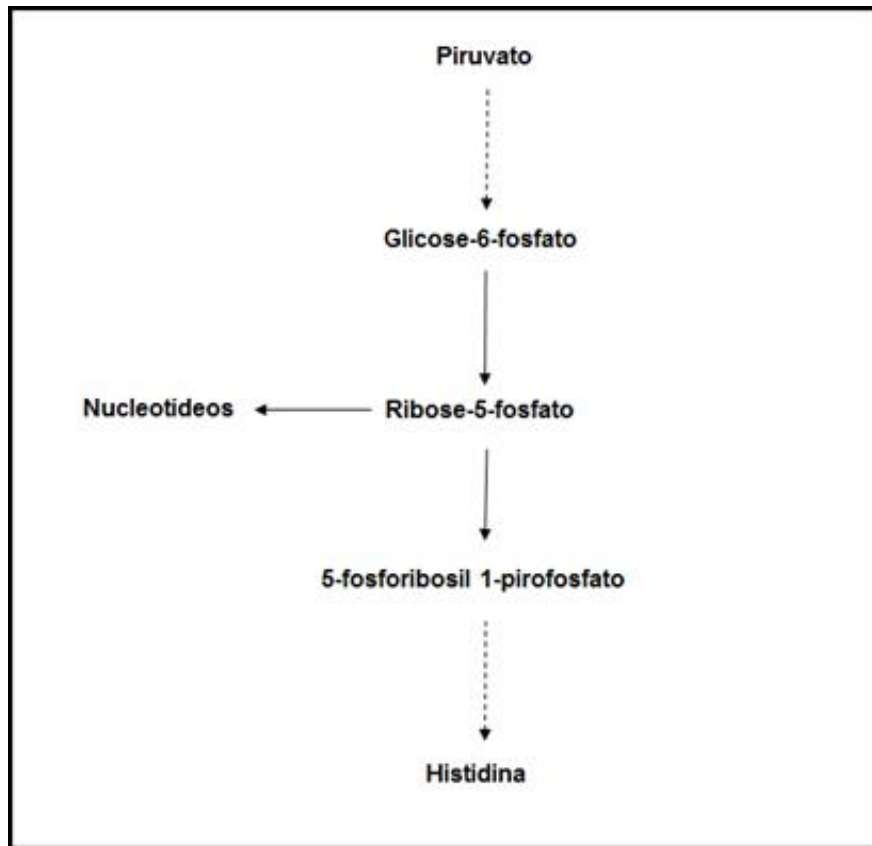 Piruvato
Glicose-6-fosfato
Nucleotideos
Ribose-5-fosfato
5-fosforibosil 1-pirofosfato
Histidina